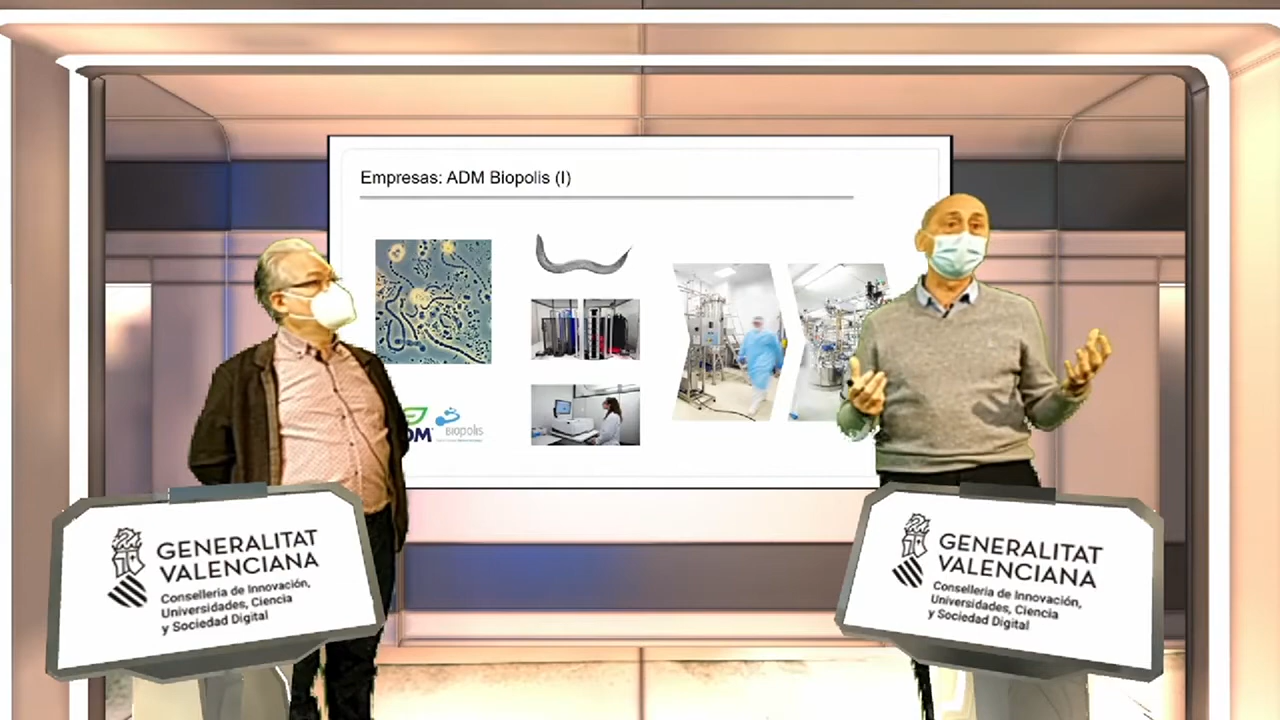 Empresas: ADM Biopolis (I)
BIOPOLIS
GENERALITAT
VALENCIANA
Conselleria de Innovación,
Universidades, Ciencia
y Sociedad Digital
GENERALITAT
VALENCIANA
Conselleria de Innovación,
Universidades, Ciencia
y Sociedad Digital